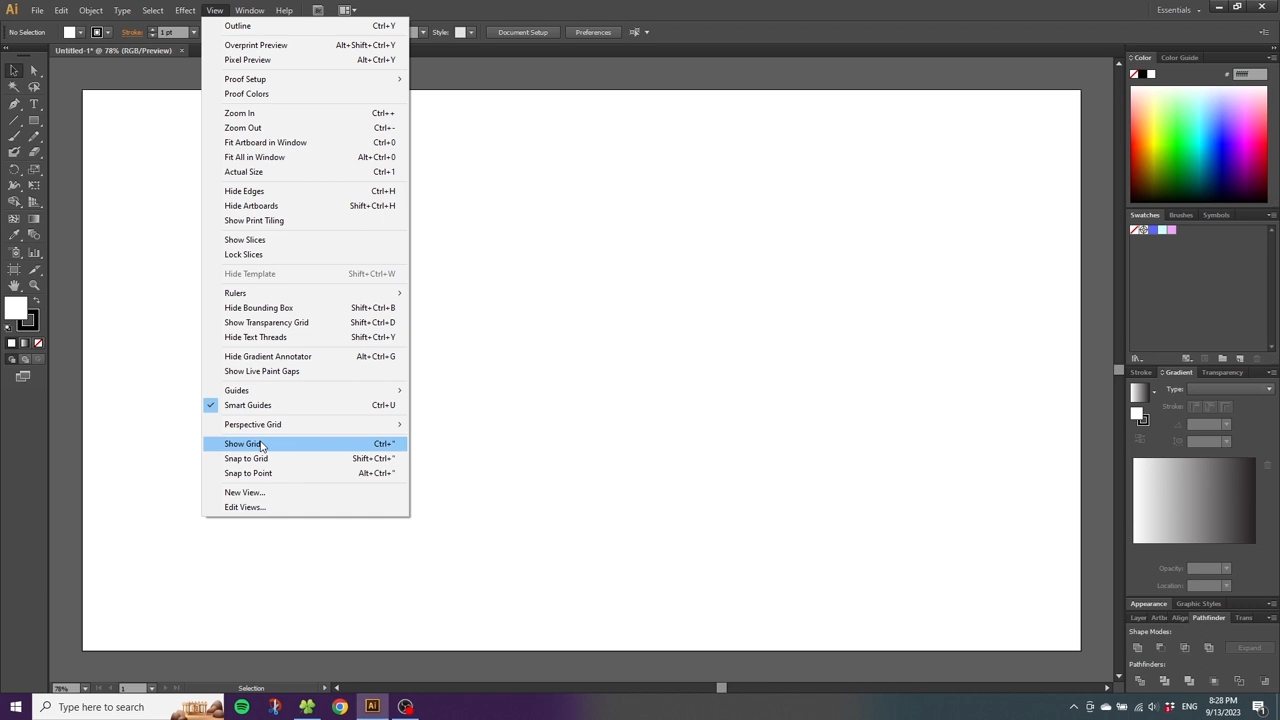 Ai File Edit Object Type Select Effect View Window Help Br Essentials
No Selection Stroke: 1 pt Style: Document Setup Preferences
Untitled-1* @ 78% (RGB/Preview) ×
Outline Ctrl+Y
Overprint Preview Alt+Shift+Ctrl+Y
Pixel Preview Alt+Ctrl+Y
Proof Setup
Proof Colors
Zoom In Ctrl++
Zoom Out Ctrl+-
Fit Artboard in Window Ctrl+0
Fit All in Window Alt+Ctrl+0
Actual Size Ctrl+1
Hide Edges Ctrl+H
Hide Artboards Shift+Ctrl+H
Show Print Tiling
Show Slices
Lock Slices
Hide Template Shift+Ctrl+W
Rulers
Hide Bounding Box Shift+Ctrl+B
Show Transparency Grid Shift+Ctrl+D
Hide Text Threads Shift+Ctrl+Y
Hide Gradient Annotator Alt+Ctrl+G
Show Live Paint Gaps
Guides
Smart Guides Ctrl+U
Perspective Grid
Show Grid Ctrl+"
Snap to Grid Shift+Ctrl+"
Snap to Point Alt+Ctrl+"
New View...
Edit Views...
Color Color Guide
#
Swatches Brushes Symbols
Stroke Gradient Transparency
Type:
Stroke:
Opacity:
Location:
Appearance Graphic Styles
Layer Artb Align Pathfinder Trans
Shape Modes:
Expand
Pathfinders:
78% 1 Selection
Type here to search
Ai
ENG
8:28 PM
9/13/2023